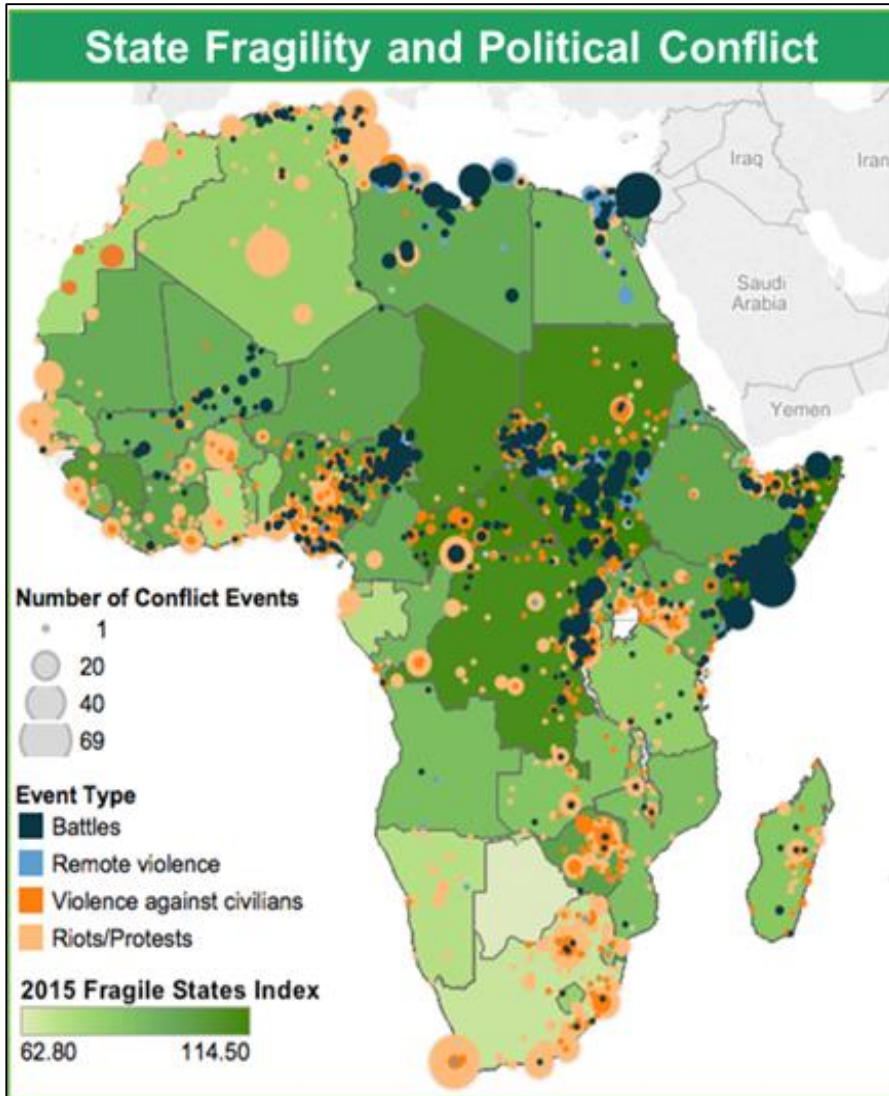 State Fragility and Political Conflict
Iraq
Iran
Saudi
Arabia
Yemen
Number of Conflict Events
1
20
40
69
Event Type
Battles
Remote violence
Violence against civilians
Riots/Protests
2015 Fragile States Index
62.80 114.50